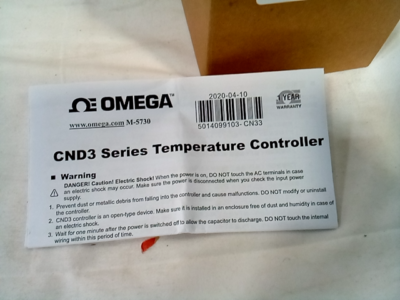 OMEGA™
www.omega.com M-5730
2020-04-10
5014099103-CN33
1 YEAR
WARRANTY
CND3 Series Temperature Controller
■ Warning
DANGER! Caution! Electric Shock! When the power is on, DO NOT touch the AC terminals in case
an electric shock may occur. Make sure the power is disconnected when you check the input power
supply.
1. Prevent dust or metallic debris from falling into the controller and cause malfunctions. DO NOT modify or uninstall
the controller.
2. CND3 controller is an open-type device. Make sure it is installed in an enclosure free of dust and humidity in case of
an electric shock.
3. Wait for one minute after the power is switched off to allow the capacitor to discharge. DO NOT touch the internal
wiring within this period of time.